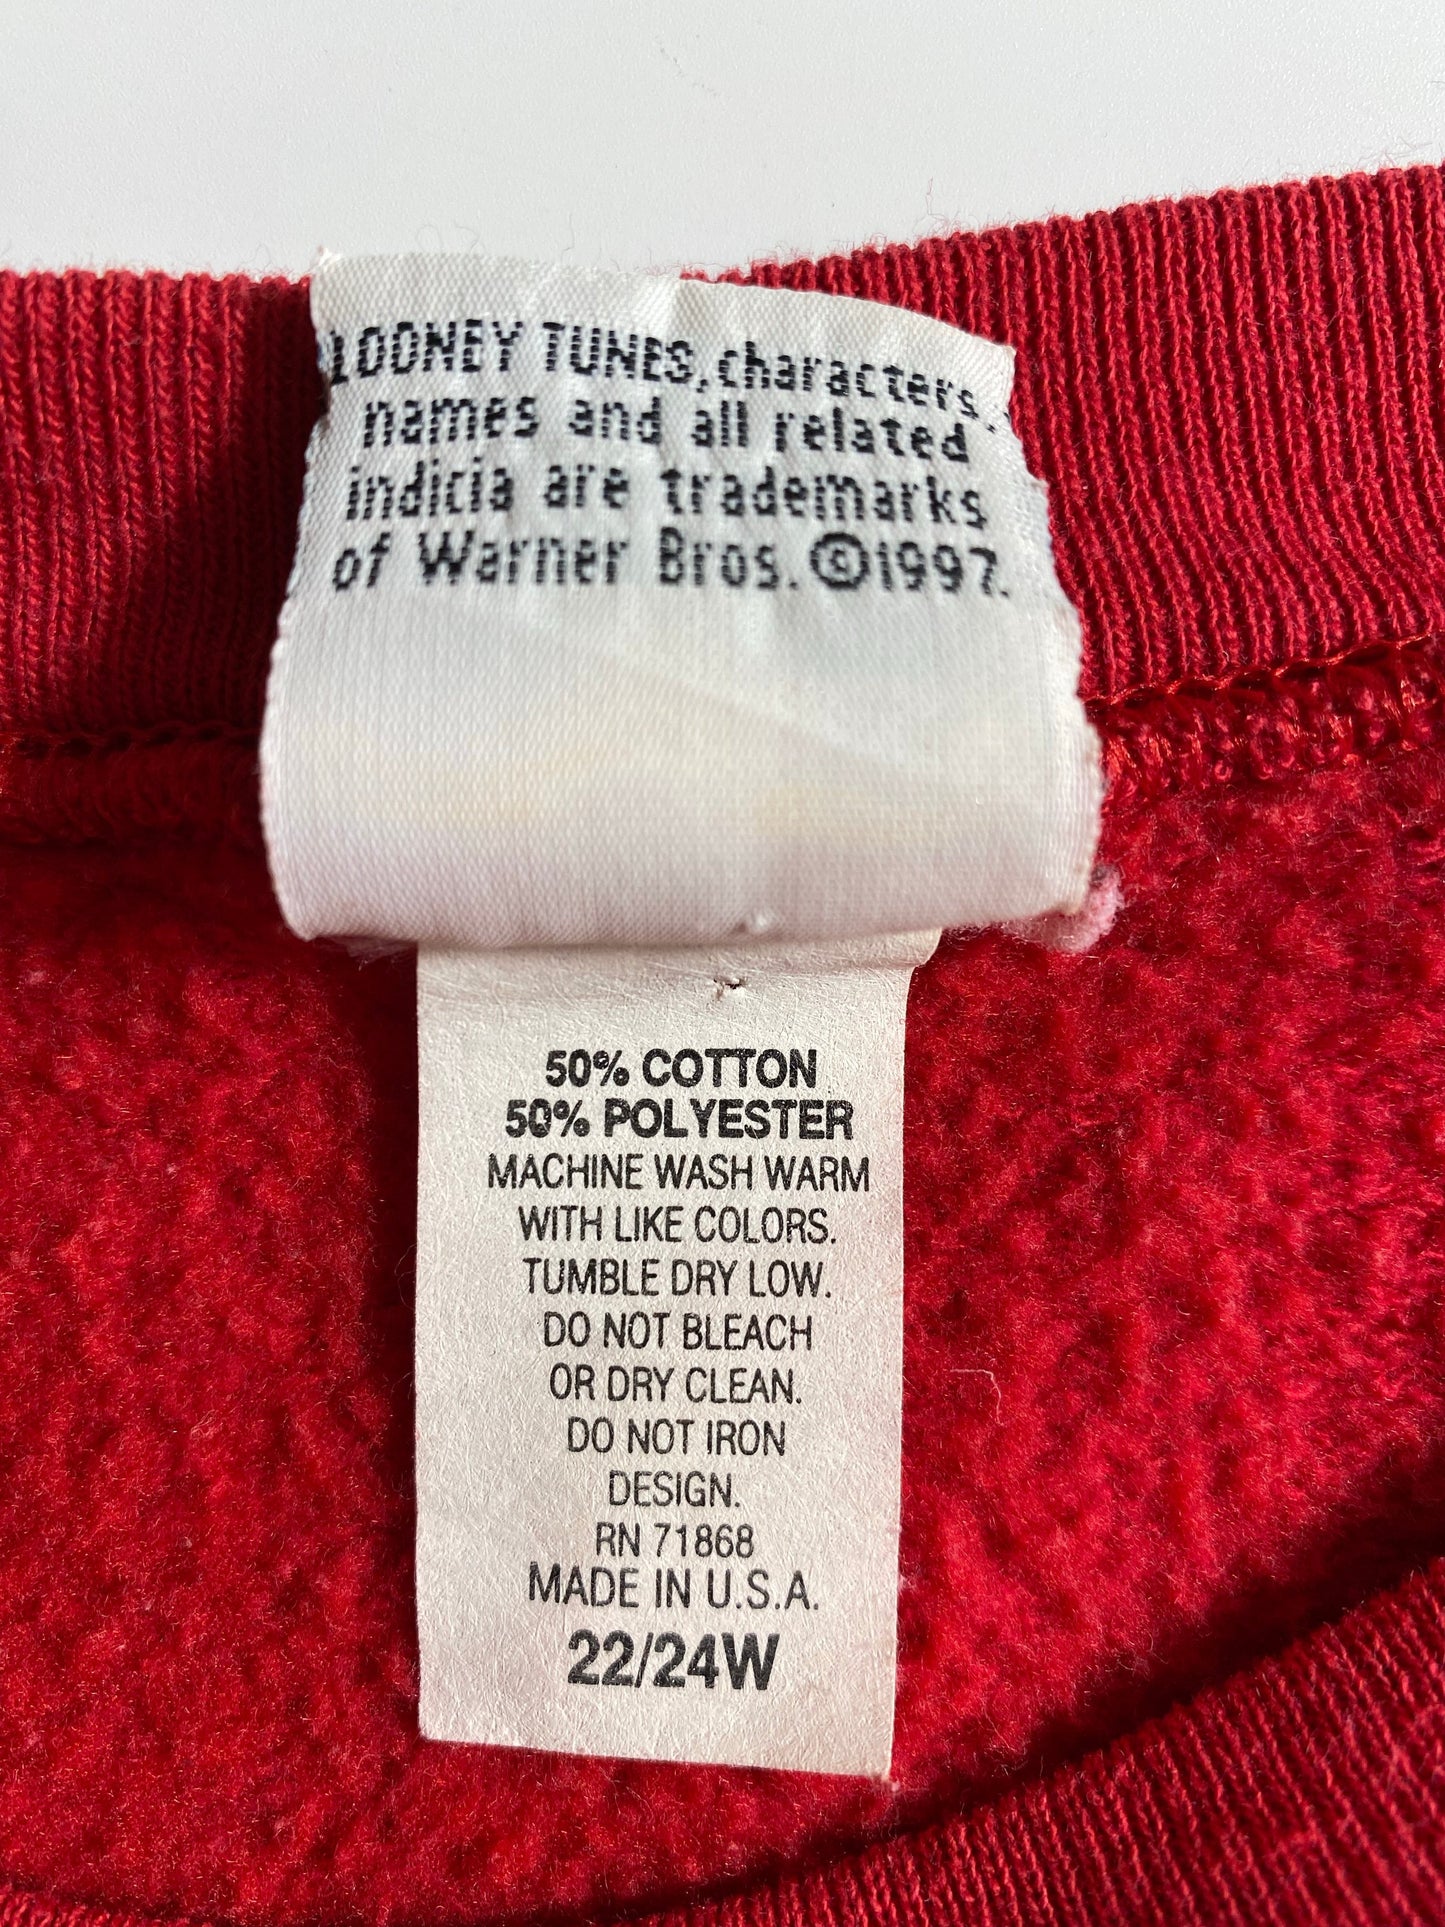 LOONEY TUNES, characters,
names and all related
indicia are trademarks
of Warner Bros. ©1997.
50% COTTON
50% POLYESTER
MACHINE WASH WARM
WITH LIKE COLORS.
TUMBLE DRY LOW.
DO NOT BLEACH
OR DRY CLEAN.
DO NOT IRON
DESIGN.
RN 71868
MADE IN U.S.A.
22/24W